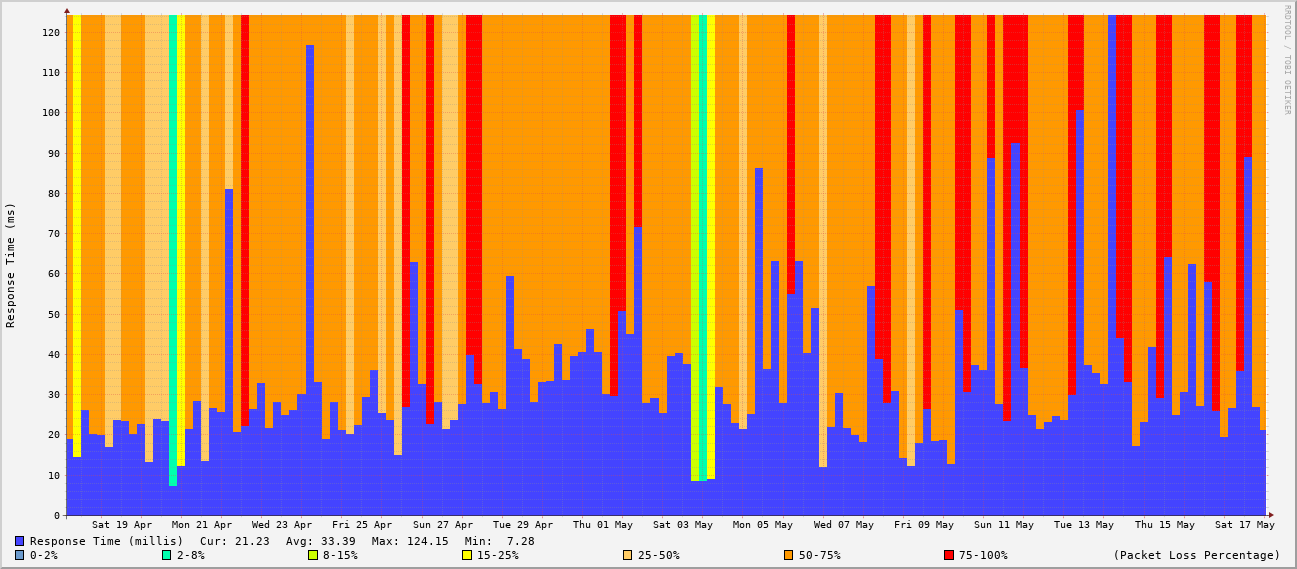 RRDTOOL / TOBI OETIKER
Response Time (ms)
120
110
100
90
80
70
60
50
40
30
20
10
0
Sat 19 Apr Mon 21 Apr Wed 23 Apr Fri 25 Apr Sun 27 Apr Tue 29 Apr Thu 01 May Sat 03 May Mon 05 May Wed 07 May Fri 09 May Sun 11 May Tue 13 May Thu 15 May Sat 17 May
Response Time (millis) Cur: 21.23 Avg: 33.39 Max: 124.15 Min: 7.28
0-2% 2-8% 8-15% 15-25% 25-50% 50-75% 75-100% (Packet Loss Percentage)